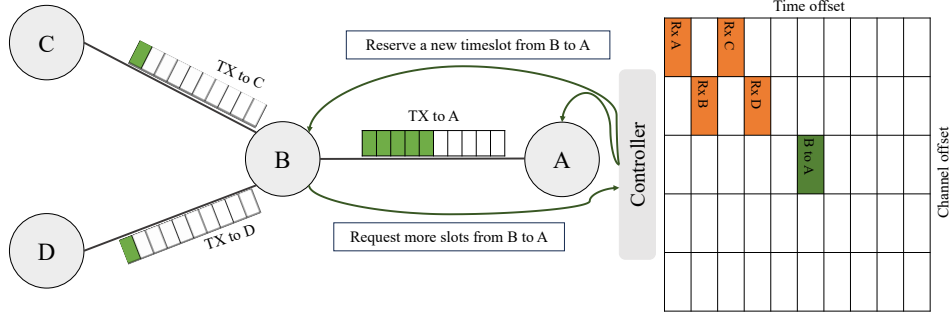 C
TX to C
Reserve a new timeslot from B to A
TX to A
B
A
Controller
D
TX to D
Request more slots from B to A
Time offset
Rx A
Rx C
Rx B
Rx D
B to A
Channel offset